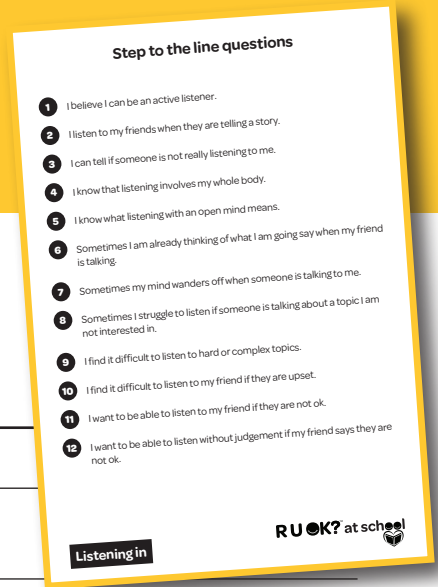 Step to the line questions
1 I believe I can be an active listener.
2 I listen to my friends when they are telling a story.
3 I can tell if someone is not really listening to me.
4 I know that listening involves my whole body.
5 I know what listening with an open mind means.
6 Sometimes I am already thinking of what I am going say when my friend
is talking.
7 Sometimes my mind wanders off when someone is talking to me.
8 Sometimes I struggle to listen if someone is talking about a topic I am
not interested in.
9 I find it difficult to listen to hard or complex topics.
10 I find it difficult to listen to my friend if they are upset.
11 I want to be able to listen to my friend if they are not ok.
12 I want to be able to listen without judgement if my friend says they are
not ok.
Listening in
R U OK? at school